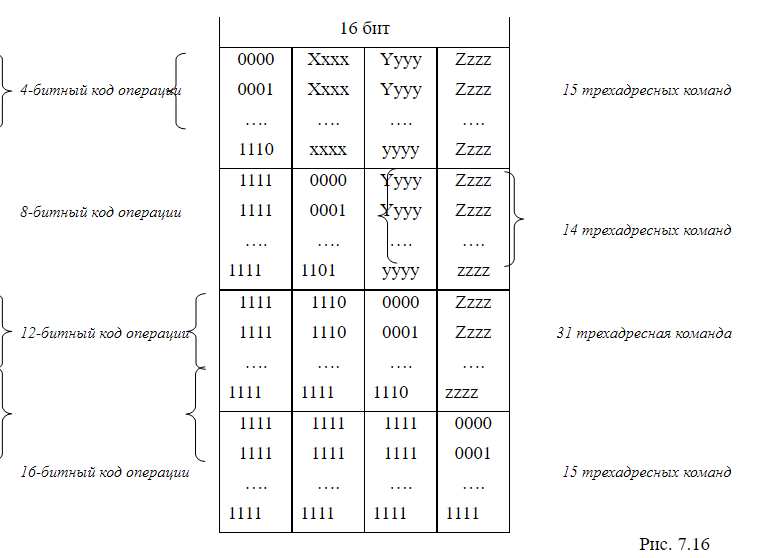 16 бит
0000 Xxxx Yyyy Zzzz
4-битный код операции 0001 Xxxx Yyyy Zzzz 15 трехадресных команд
.... .... .... ....
1110 xxxx yyyy Zzzz
1111 0000 Yyyy Zzzz
8-битный код операции 1111 0001 Yyyy Zzzz 14 трехадресных команд
.... .... .... ....
1111 1101 yyyy zzzz
1111 1110 0000 Zzzz
12-битный код операции 1111 1110 0001 Zzzz 31 трехадресная команда
.... .... .... ....
1111 1111 1110 zzzz
1111 1111 1111 0000
1111 1111 1111 0001
16-битный код операции 15 трехадресных команд
.... .... .... ....
1111 1111 1111 1111
Рис. 7.16